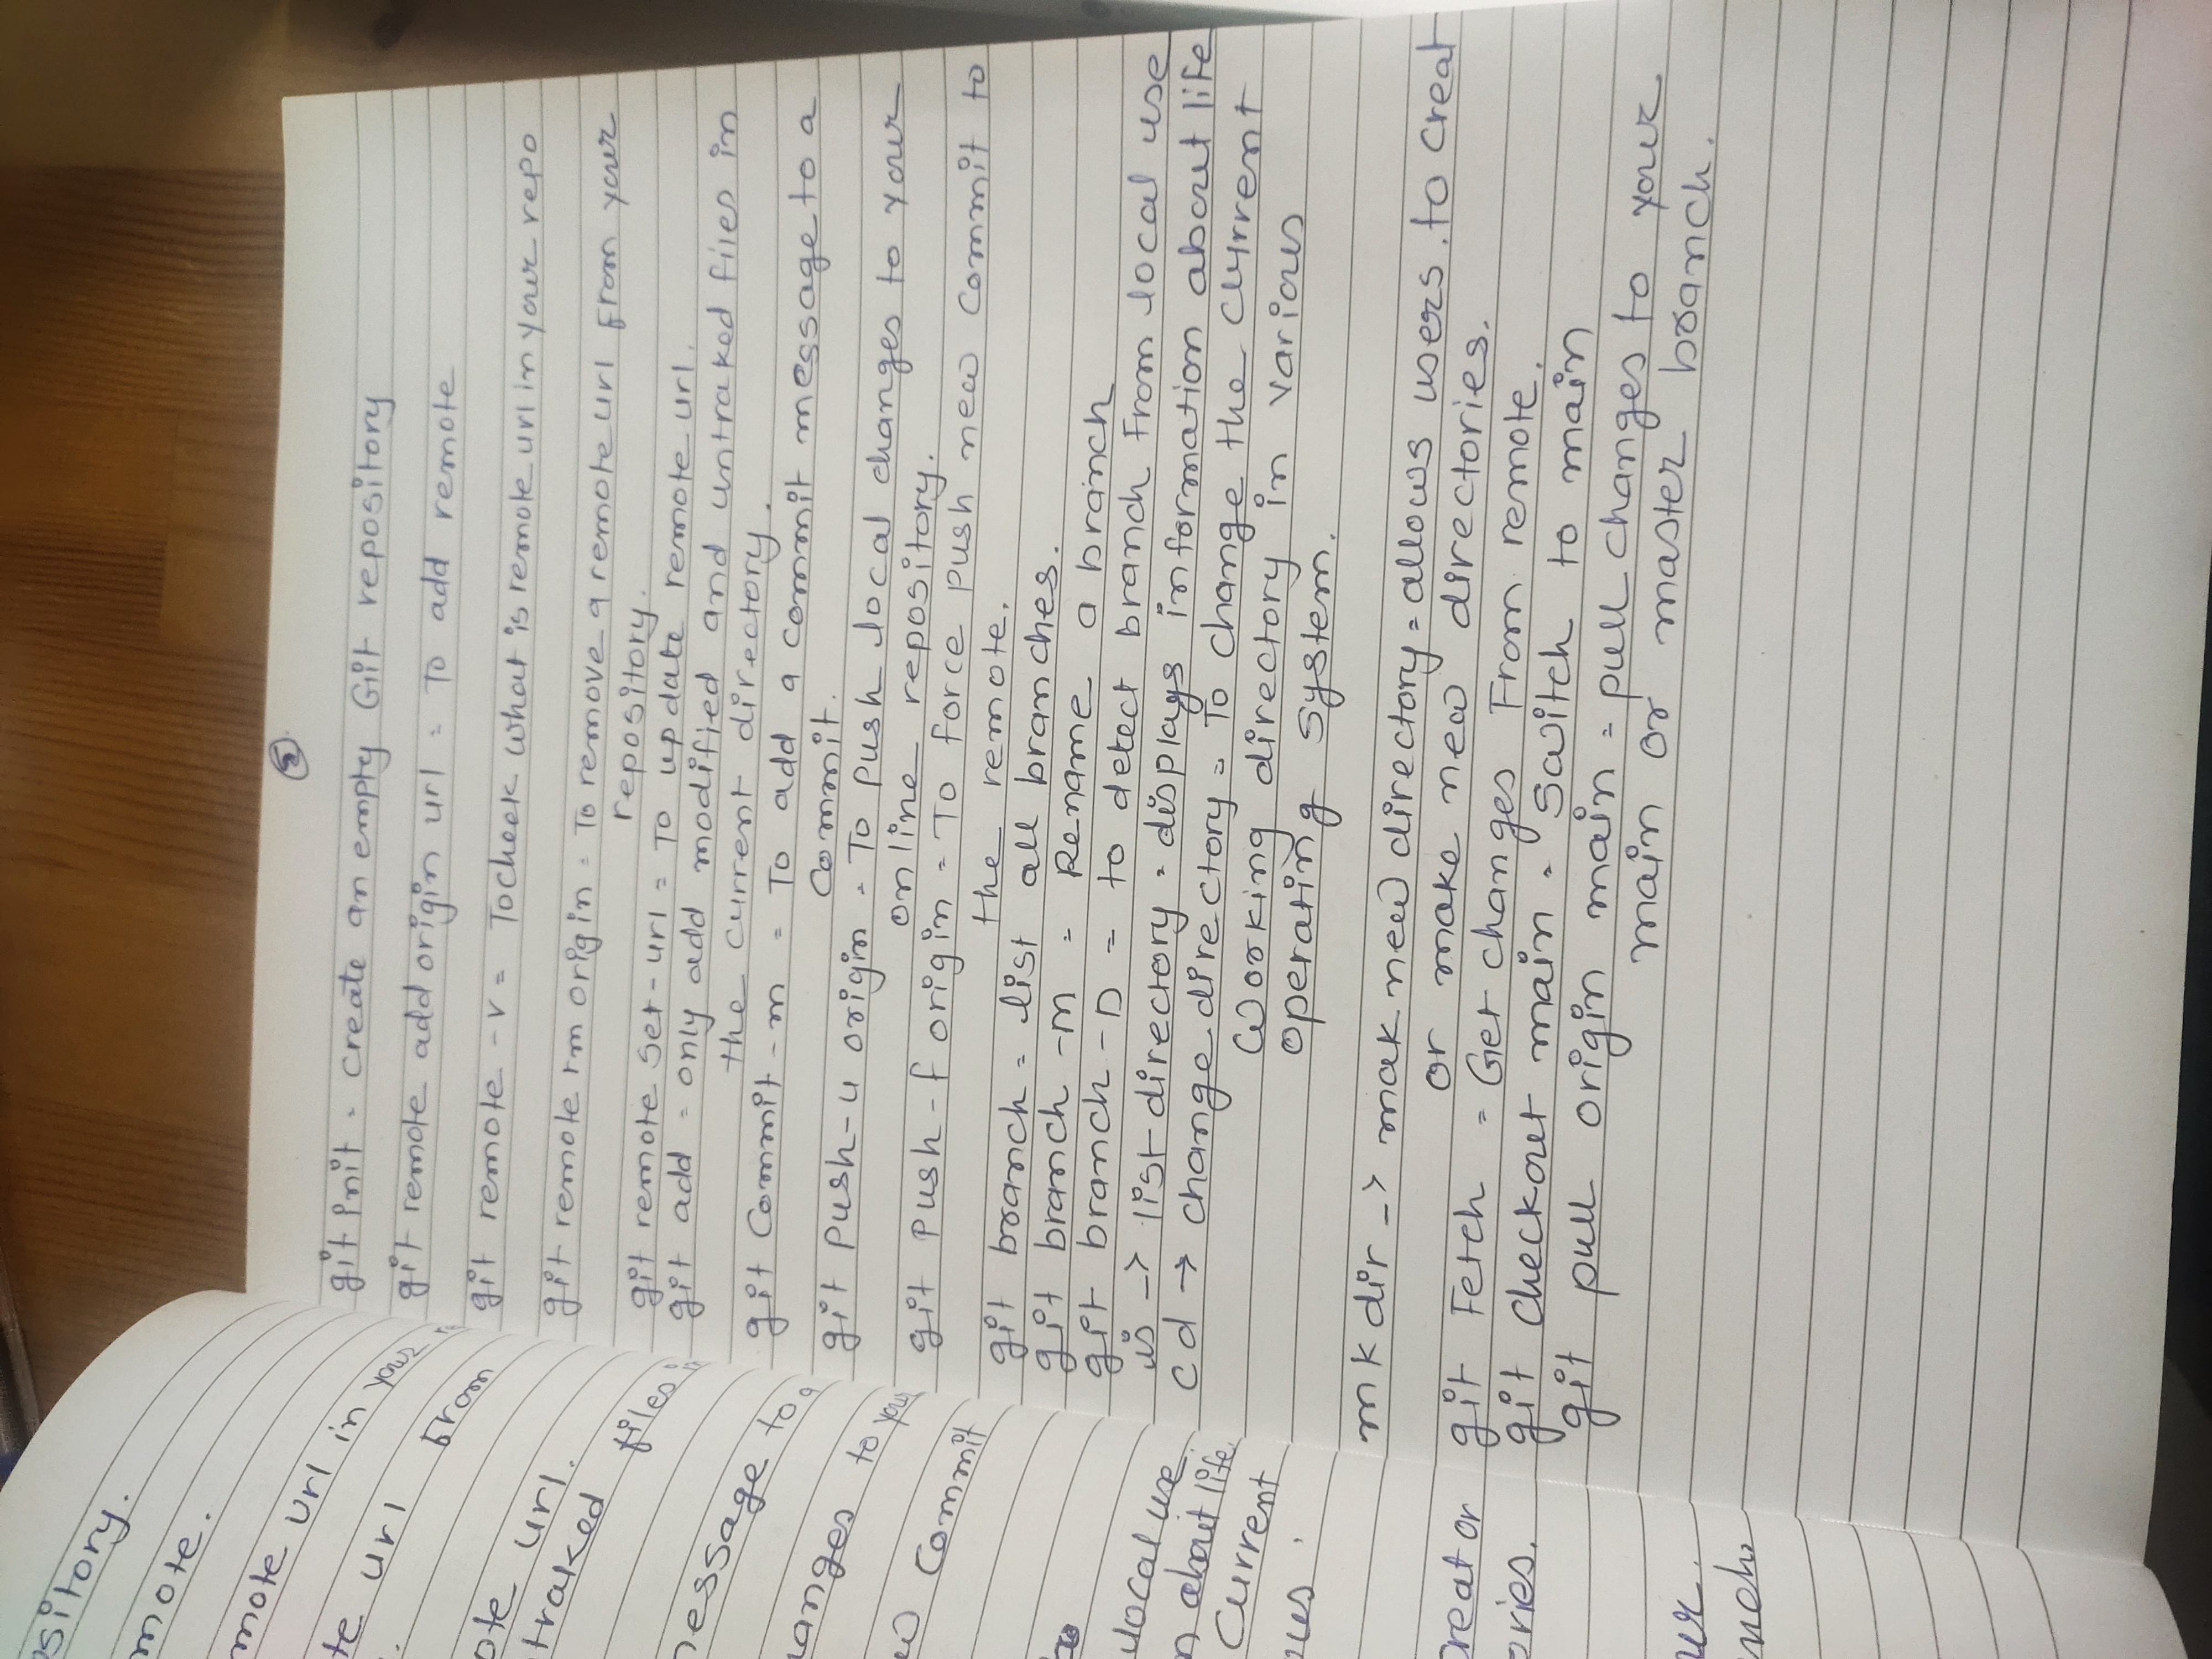 ository.
mote.
mote url in your
te url from
ote url.
traked files in
message to a
anges to your
ew Commit
local use
n about life.
Current
ous.
creat or
ories.
ur.
nch.
5
git init = create an empty Git repository
git remote add origin url = To add remote
git remote -v = To cheek what is remote url in your repo
git remote rm origin = To remove a remote url From your
repository.
git remote set-url = To update remote url.
git add = only add modified and untraked files in
the current directory.
git Commit -m = To add a commit message to a
Commit.
git push-u origin = To push local changes to your
online repository.
git push -f origin = To force push new Commit to
the remote.
git branch = list all branches.
git branch -m = Rename a branch
git branch -D = to detect branch From local use
is -> list directory = displays information about life
cd -> change directory = To change the Current
Working directory in various
operating system.
mkdir -> mak new directory = allows users to Creat
or make new directories.
git Fetch = Get changes From remote.
git checkout main = Switch to main
git pull origin main = pull changes to your
main or master branch.